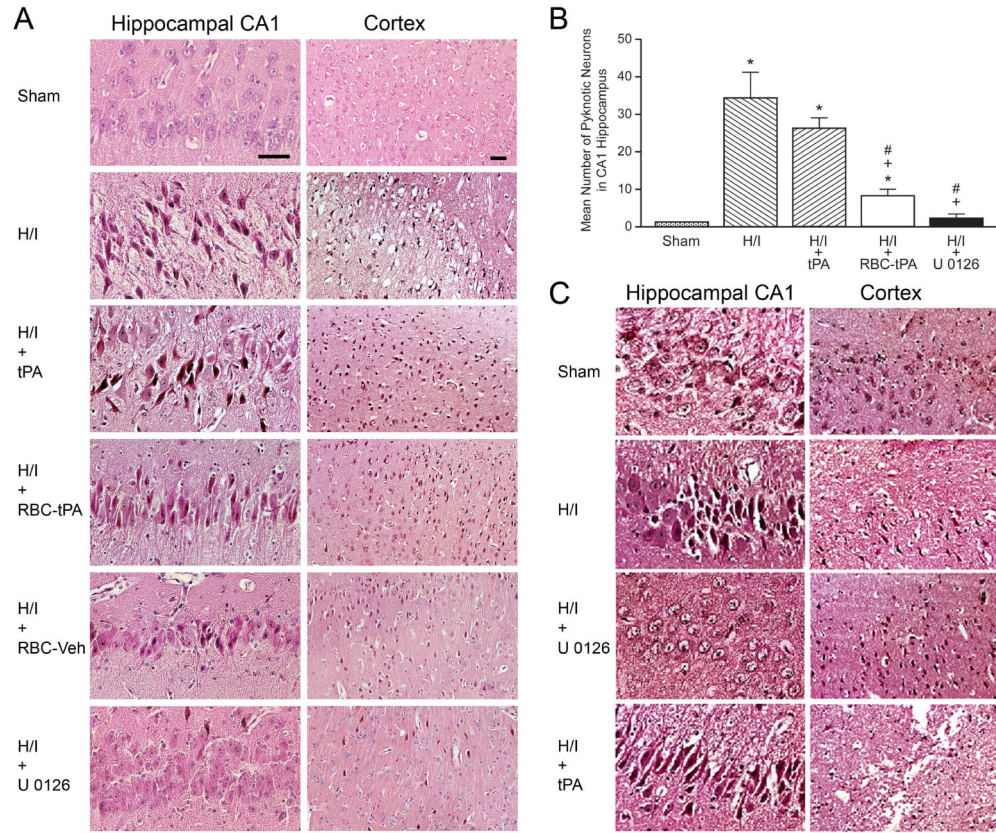 A
Hippocampal CA1 Cortex
Sham
H/I
H/I
+
tPA
H/I
+
RBC-tPA
H/I
+
RBC-Veh
H/I
+
U 0126
B
Mean Number of Pyknotic Neurons
in CA1 Hippocampus
50
40
30
20
10
0
*
*
#
+
*
#
+
Sham H/I H/I H/I H/I
+ + +
tPA RBC-tPA U 0126
C
Hippocampal CA1 Cortex
Sham
H/I
H/I
+
U 0126
H/I
+
tPA